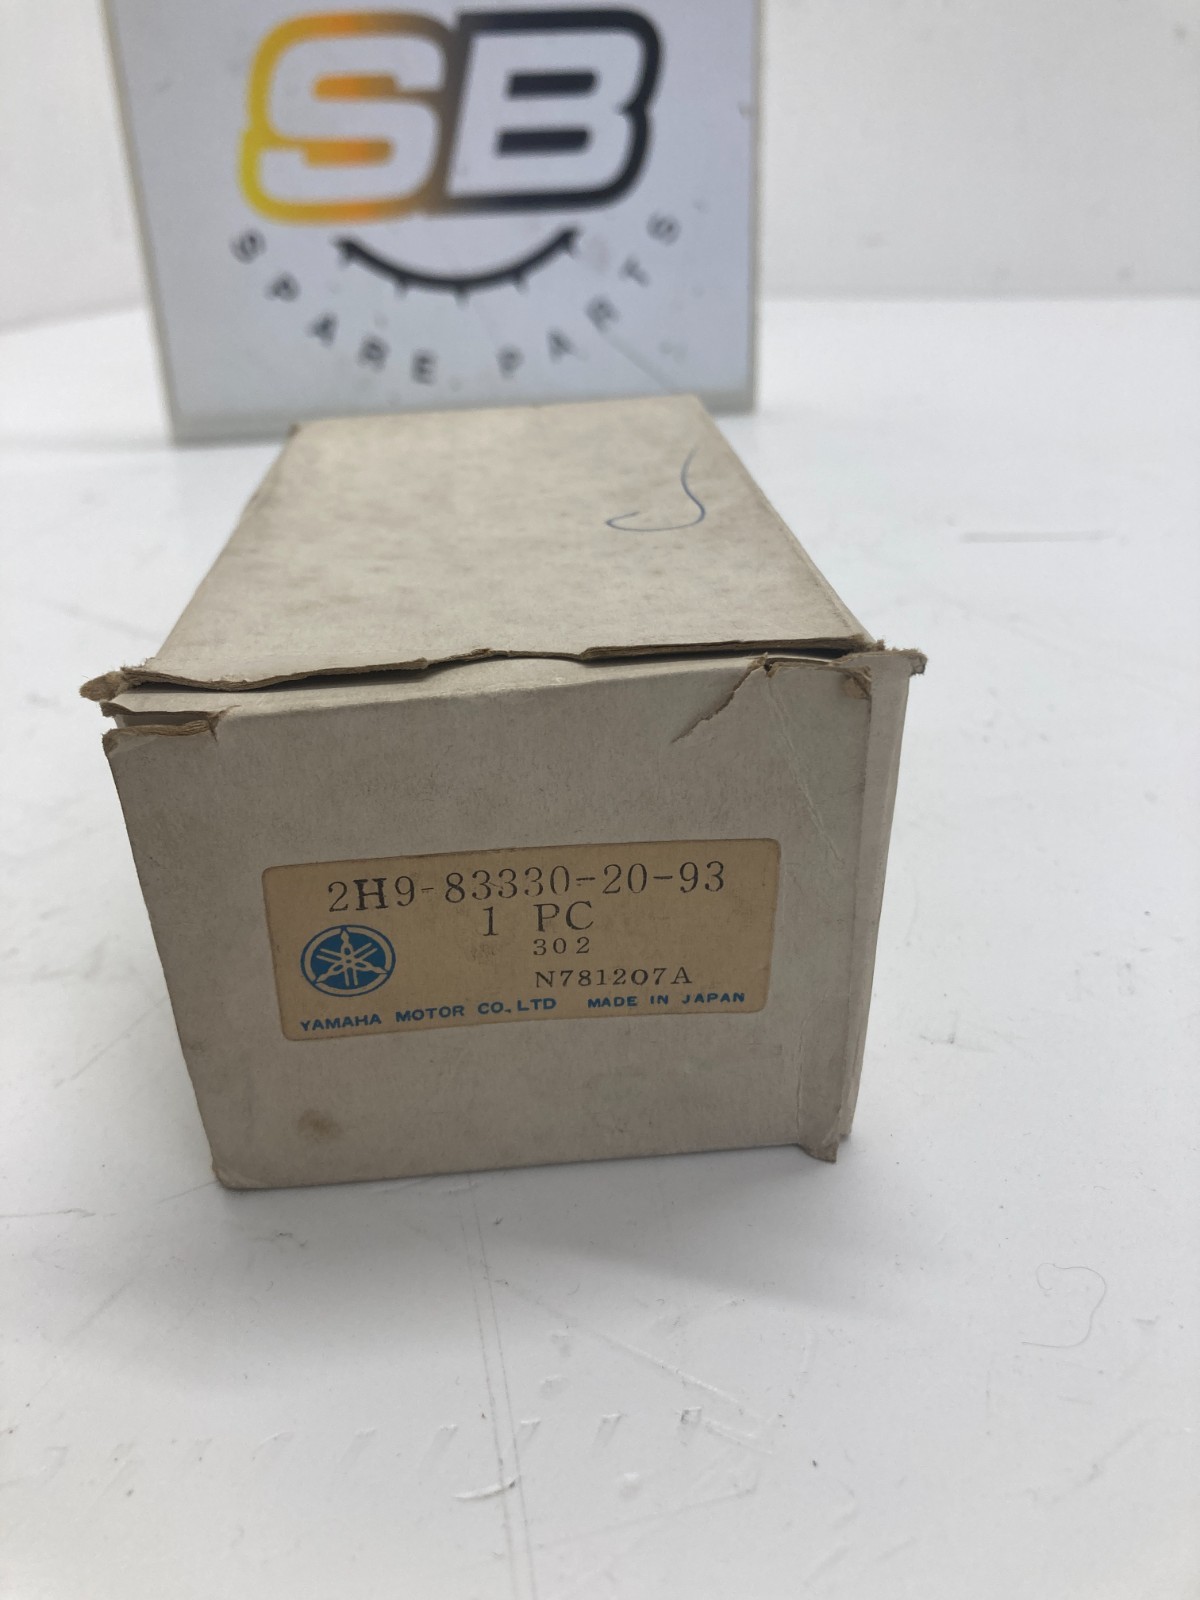 SB
SPARE PARTS
2H9-83330-20-93
1 PC
302
N781207A
YAMAHA MOTOR CO.,LTD MADE IN JAPAN